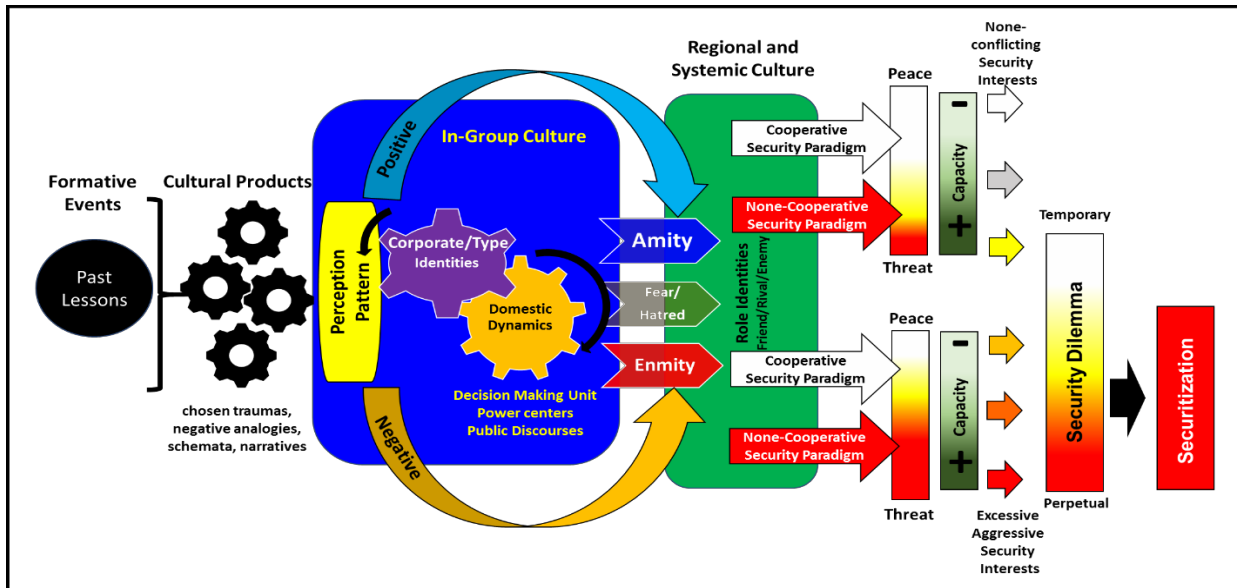 Formative
Events
Past
Lessons
Cultural Products
chosen traumas,
negative analogies,
schemata, narratives
In-Group Culture
Perception
Pattern
Positive
Negative
Corporate/Type
Identities
Domestic
Dynamics
Decision Making Unit
Power centers
Public Discourses
Amity
Fear/
Hatred
Enmity
Regional and
Systemic Culture
Role Identities
Friend/Rival/Enemy
Cooperative
Security Paradigm
None-Cooperative
Security Paradigm
Cooperative
Security Paradigm
None-Cooperative
Security Paradigm
Peace
Threat
-
Capacity
+
Peace
Threat
-
Capacity
+
None-
conflicting
Security
Interests
Excessive
Aggressive
Security
Interests
Temporary
Security Dilemma
Perpetual
Securitization